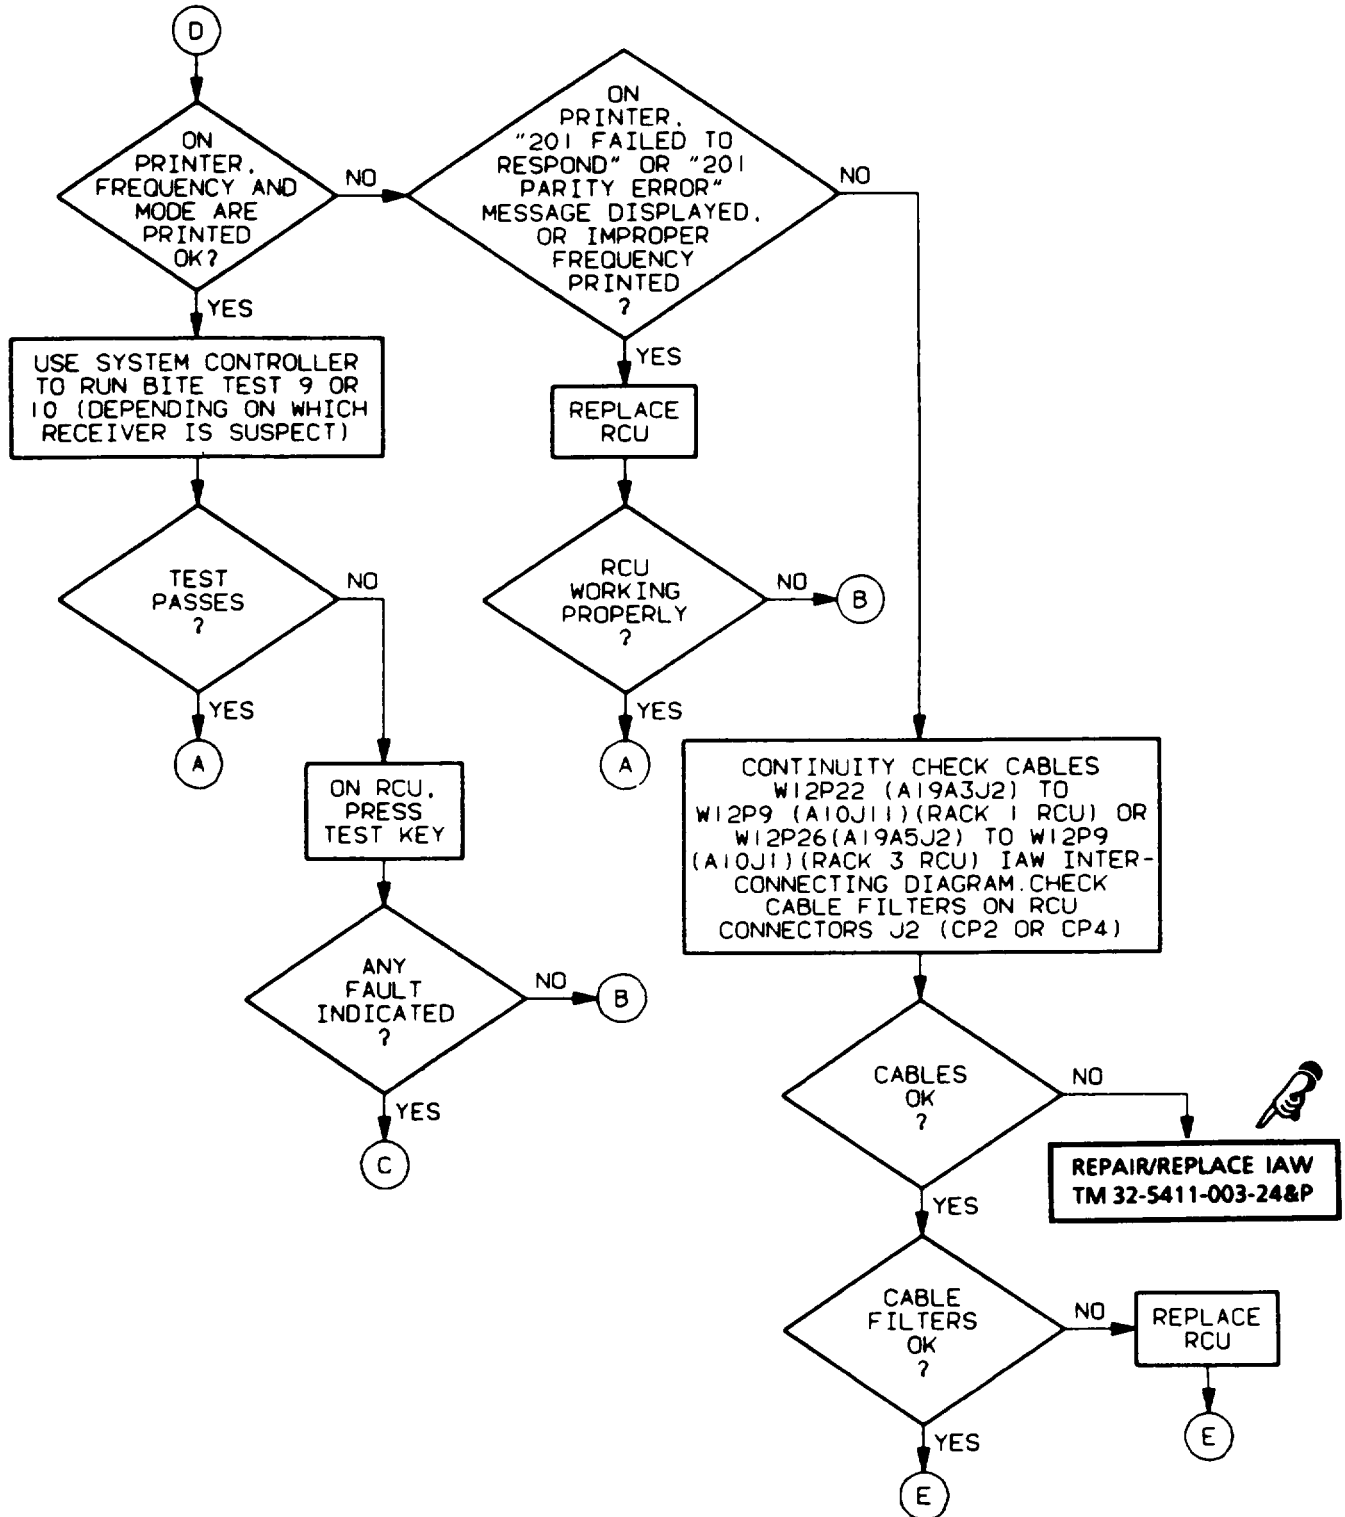 D
ON
PRINTER,
FREQUENCY AND
MODE ARE
PRINTED
OK?
NO
YES
ON
PRINTER,
"201 FAILED TO
RESPOND" OR "201
PARITY ERROR"
MESSAGE DISPLAYED,
OR IMPROPER
FREQUENCY
PRINTED
?
NO
YES
USE SYSTEM CONTROLLER
TO RUN BITE TEST 9 OR
10 (DEPENDING ON WHICH
RECEIVER IS SUSPECT)
REPLACE
RCU
TEST
PASSES
?
NO
YES
A
RCU
WORKING
PROPERLY
?
NO
B
YES
A
ON RCU,
PRESS
TEST KEY
ANY
FAULT
INDICATED
?
NO
B
YES
C
CONTINUITY CHECK CABLES
W12P22 (A19A3J2) TO
W12P9 (A10J11)(RACK 1 RCU) OR
W12P26(A19A5J2) TO W12P9
(A10J1)(RACK 3 RCU) IAW INTER-
CONNECTING DIAGRAM.CHECK
CABLE FILTERS ON RCU
CONNECTORS J2 (CP2 OR CP4)
CABLES
OK
?
NO
REPAIR/REPLACE IAW
TM 32-5411-003-24&P
YES
CABLE
FILTERS
OK
?
NO
REPLACE
RCU
E
YES
E